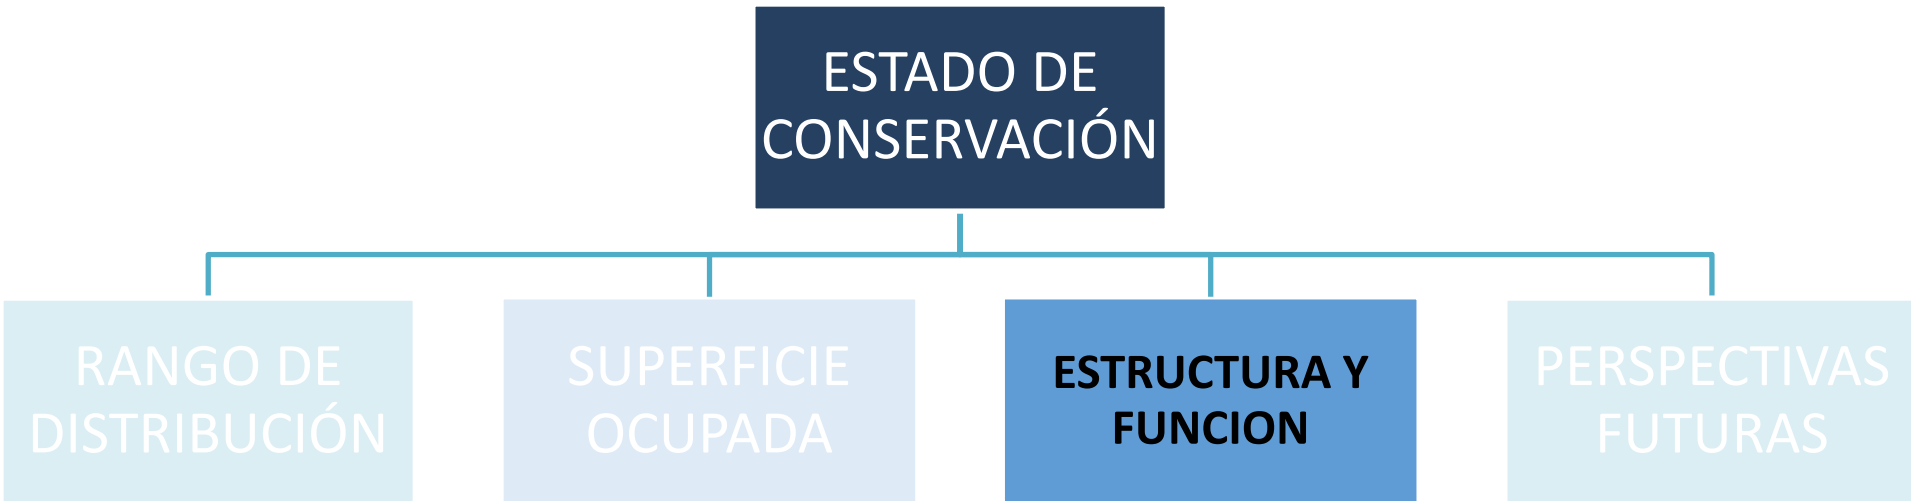 ESTADO DE
CONSERVACIÓN
RANGO DE
DISTRIBUCIÓN
SUPERFICIE
OCUPADA
ESTRUCTURA Y
FUNCION
PERSPECTIVAS
FUTURAS